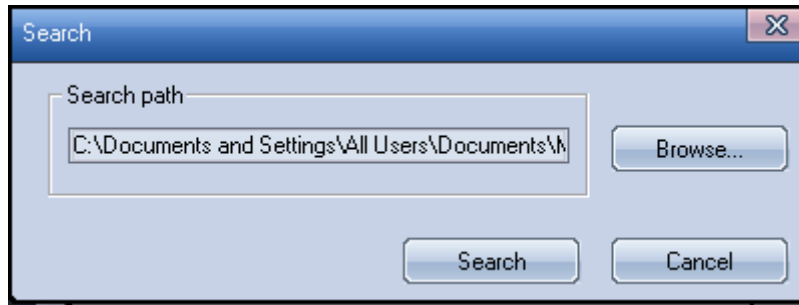 Search
Search path
C:\Documents and Settings\All Users\Documents\M
Browse...
Search
Cancel